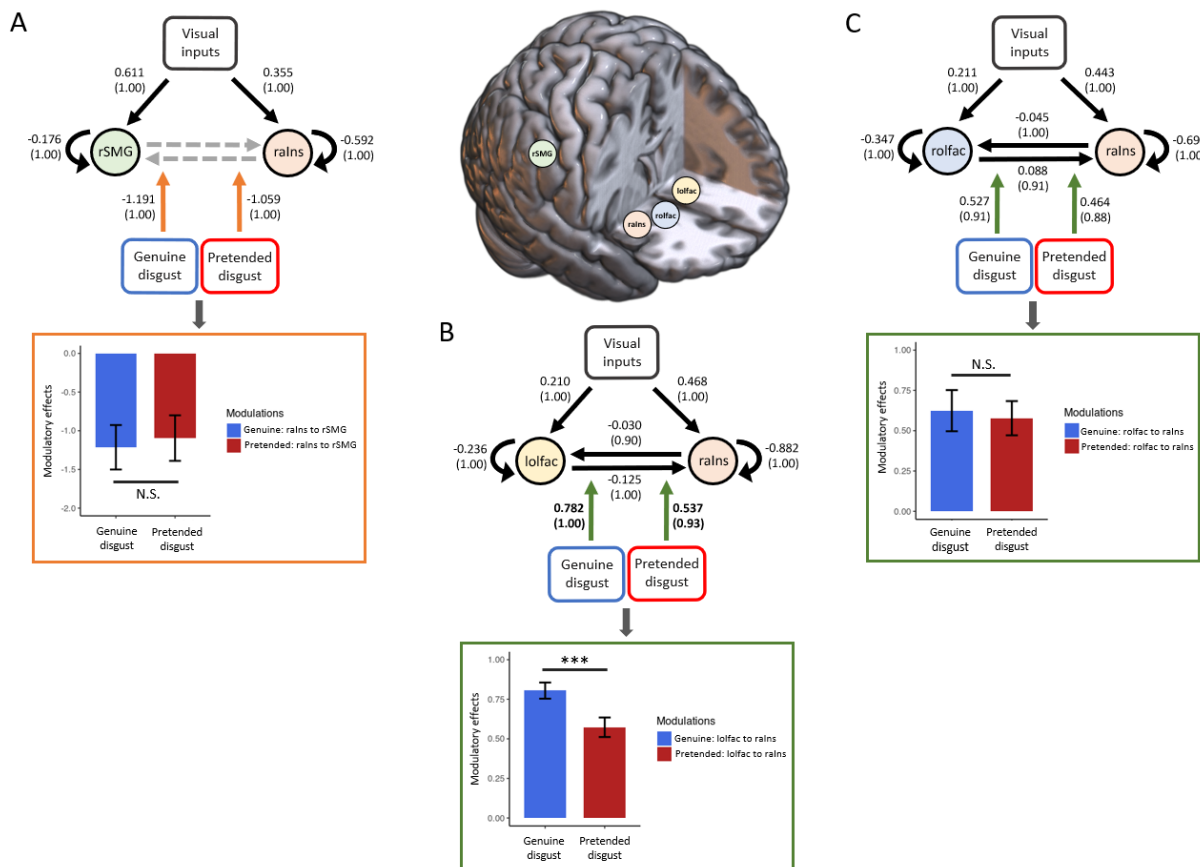 A
Visual
inputs
0.611
(1.00)
0.355
(1.00)
-0.176
(1.00)
rSMG
raIns
-0.592
(1.00)
-1.191
(1.00)
-1.059
(1.00)
Genuine
disgust
Pretended
disgust
0.0
-0.5
-1.0
-1.5
-2.0
Modulatory effects
N.S.
Genuine
disgust
Pretended
disgust
Modulations
Genuine: raIns to rSMG
Pretended: raIns to rSMG
rSMG
lolfac
rolfac
raIns
B
Visual
inputs
0.210
(1.00)
0.468
(1.00)
-0.030
(0.90)
-0.236
(1.00)
lolfac
raIns
-0.882
(1.00)
-0.125
(1.00)
0.782
(1.00)
0.537
(0.93)
Genuine
disgust
Pretended
disgust
1.00
0.75
0.50
0.25
0.00
Modulatory effects
***
Genuine
disgust
Pretended
disgust
Modulations
Genuine: lolfac to raIns
Pretended: lolfac to raIns
C
Visual
inputs
0.211
(1.00)
0.443
(1.00)
-0.045
(1.00)
-0.347
(1.00)
rolfac
raIns
-0.69
(1.00
0.088
(0.91)
0.527
(0.91)
0.464
(0.88)
Genuine
disgust
Pretended
disgust
1.00
0.75
0.50
0.25
0.00
Modulatory effects
N.S.
Genuine
disgust
Pretended
disgust
Modulations
Genuine: rolfac to raIns
Pretended: rolfac to raIns